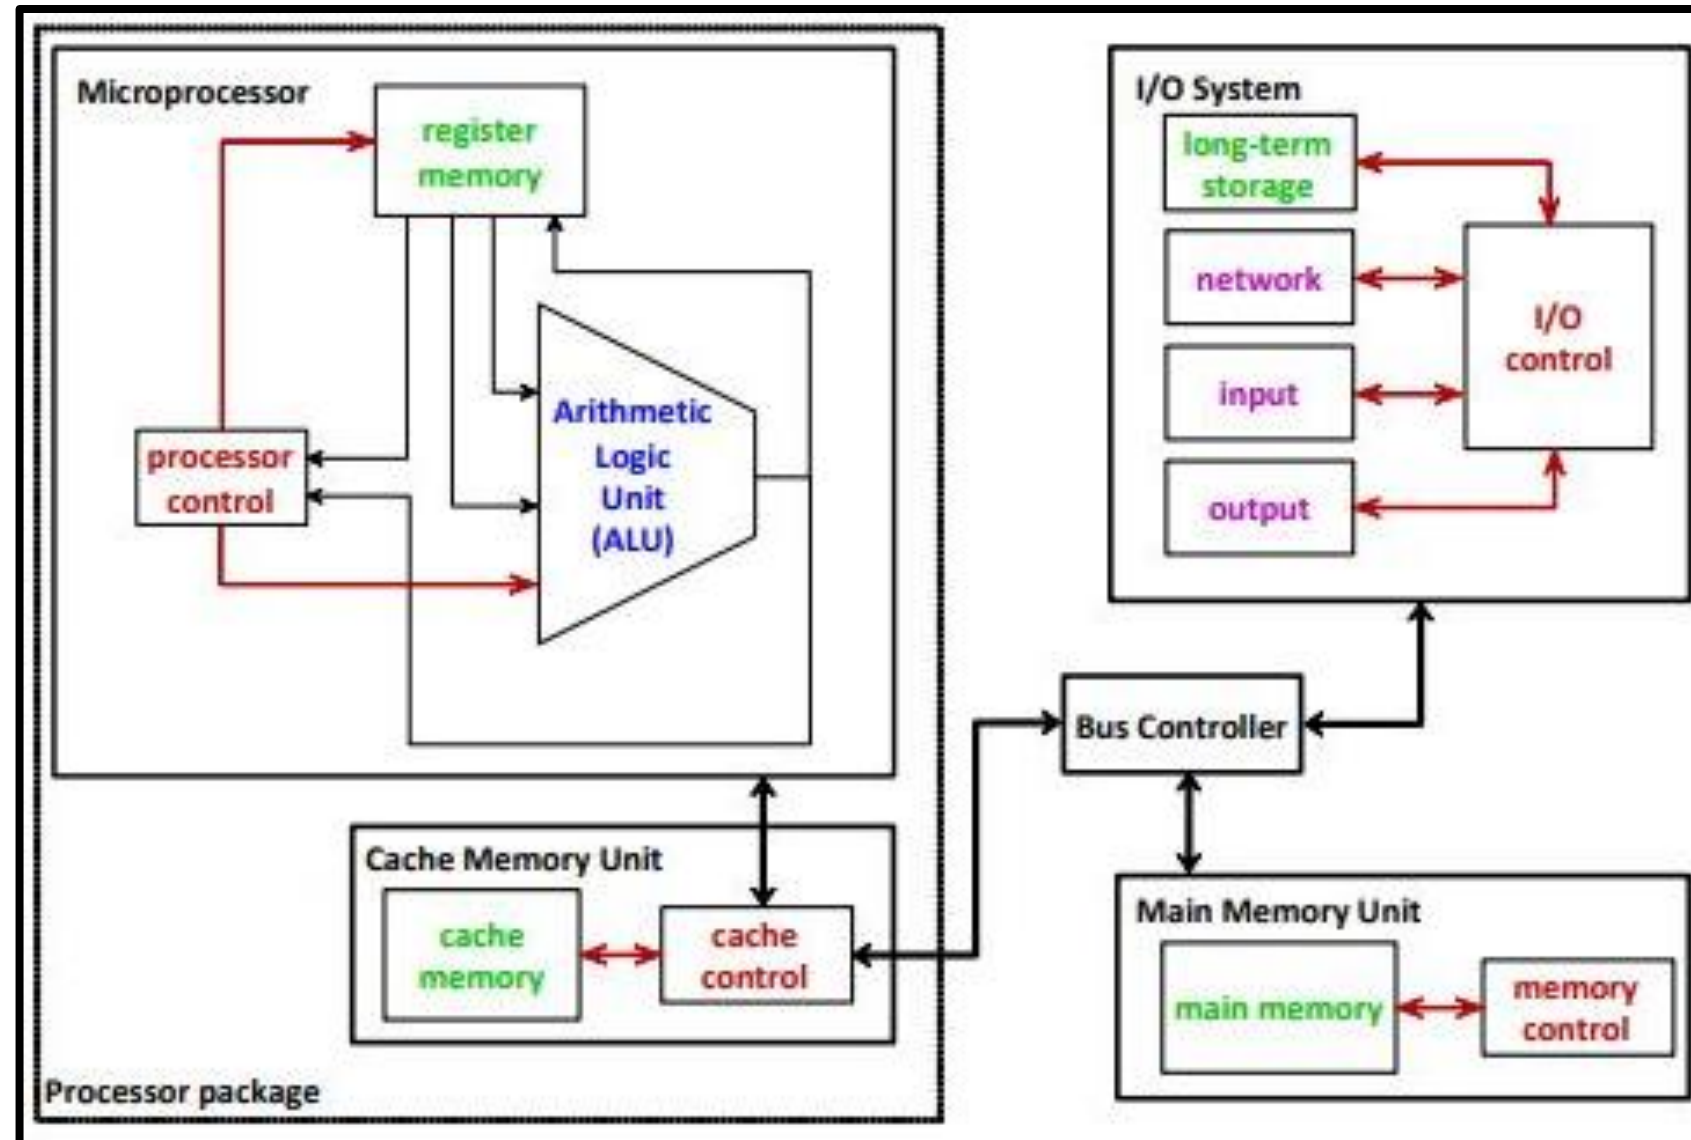 Microprocessor
register
memory
processor
control
Arithmetic
Logic
Unit
(ALU)
Cache Memory Unit
cache
memory
cache
control
Processor package
I/O System
long-term
storage
network
input
output
I/O
control
Bus Controller
Main Memory Unit
main memory
memory
control